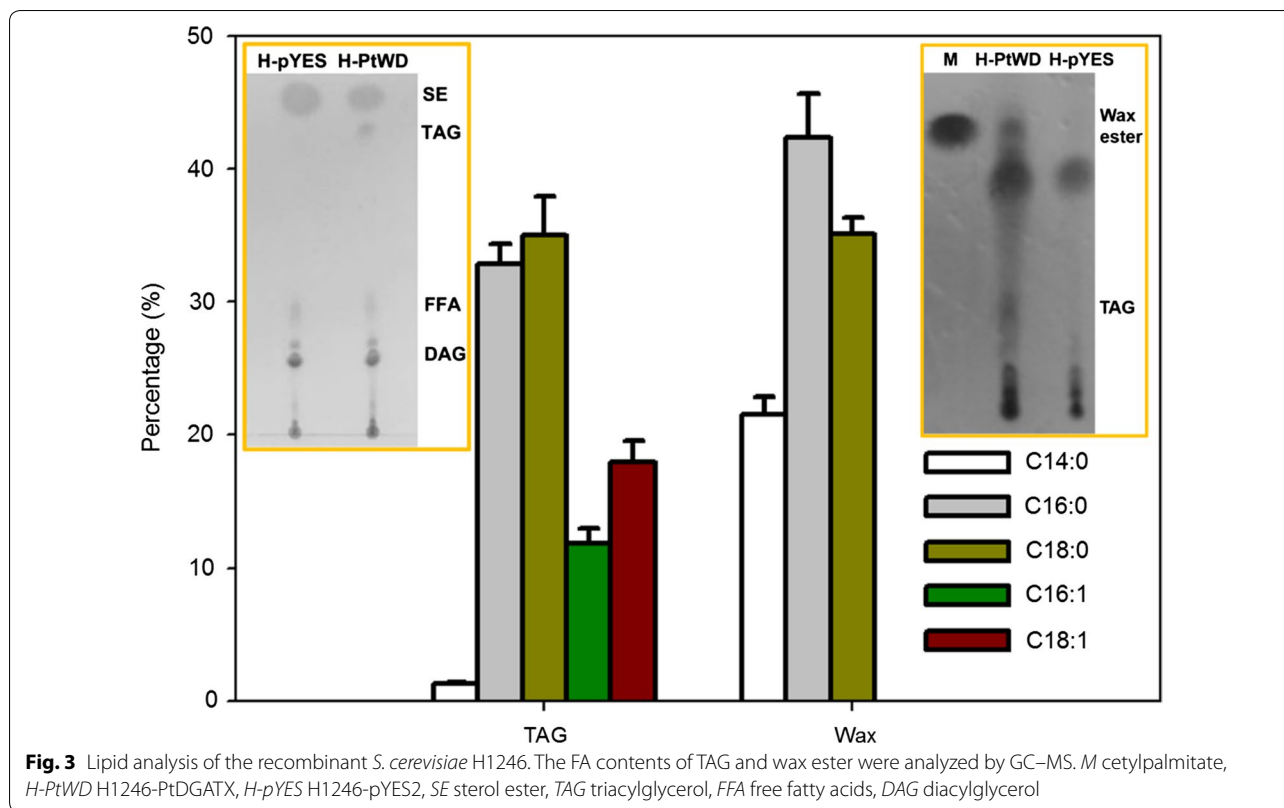 50
40
30
20
10
0
Percentage (%)
H-pYES H-PtWD
SE
TAG
FFA
DAG
M H-PtWD H-pYES
Wax
ester
TAG
C14:0
C16:0
C18:0
C16:1
C18:1
TAG Wax
Fig. 3 Lipid analysis of the recombinant S. cerevisiae H1246. The FA contents of TAG and wax ester were analyzed by GC–MS. M cetylpalmitate,
H-PtWD H1246-PtDGATX, H-pYES H1246-pYES2, SE sterol ester, TAG triacylglycerol, FFA free fatty acids, DAG diacylglycerol